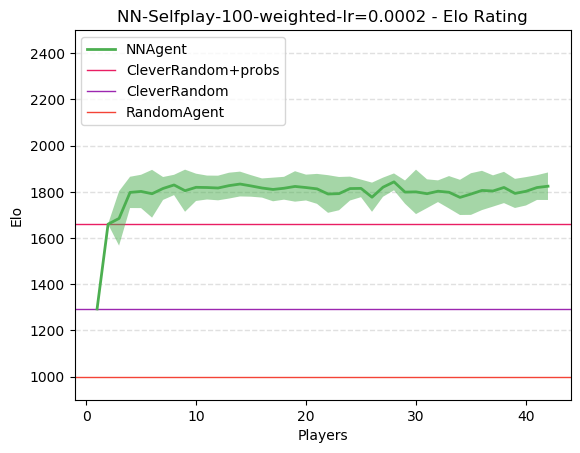 NN-Selfplay-100-weighted-lr=0.0002 - Elo Rating
NNAgent
CleverRandom+probs
CleverRandom
RandomAgent
2400
2200
2000
1800
1600
1400
1200
1000
Elo
0 10 20 30 40
Players